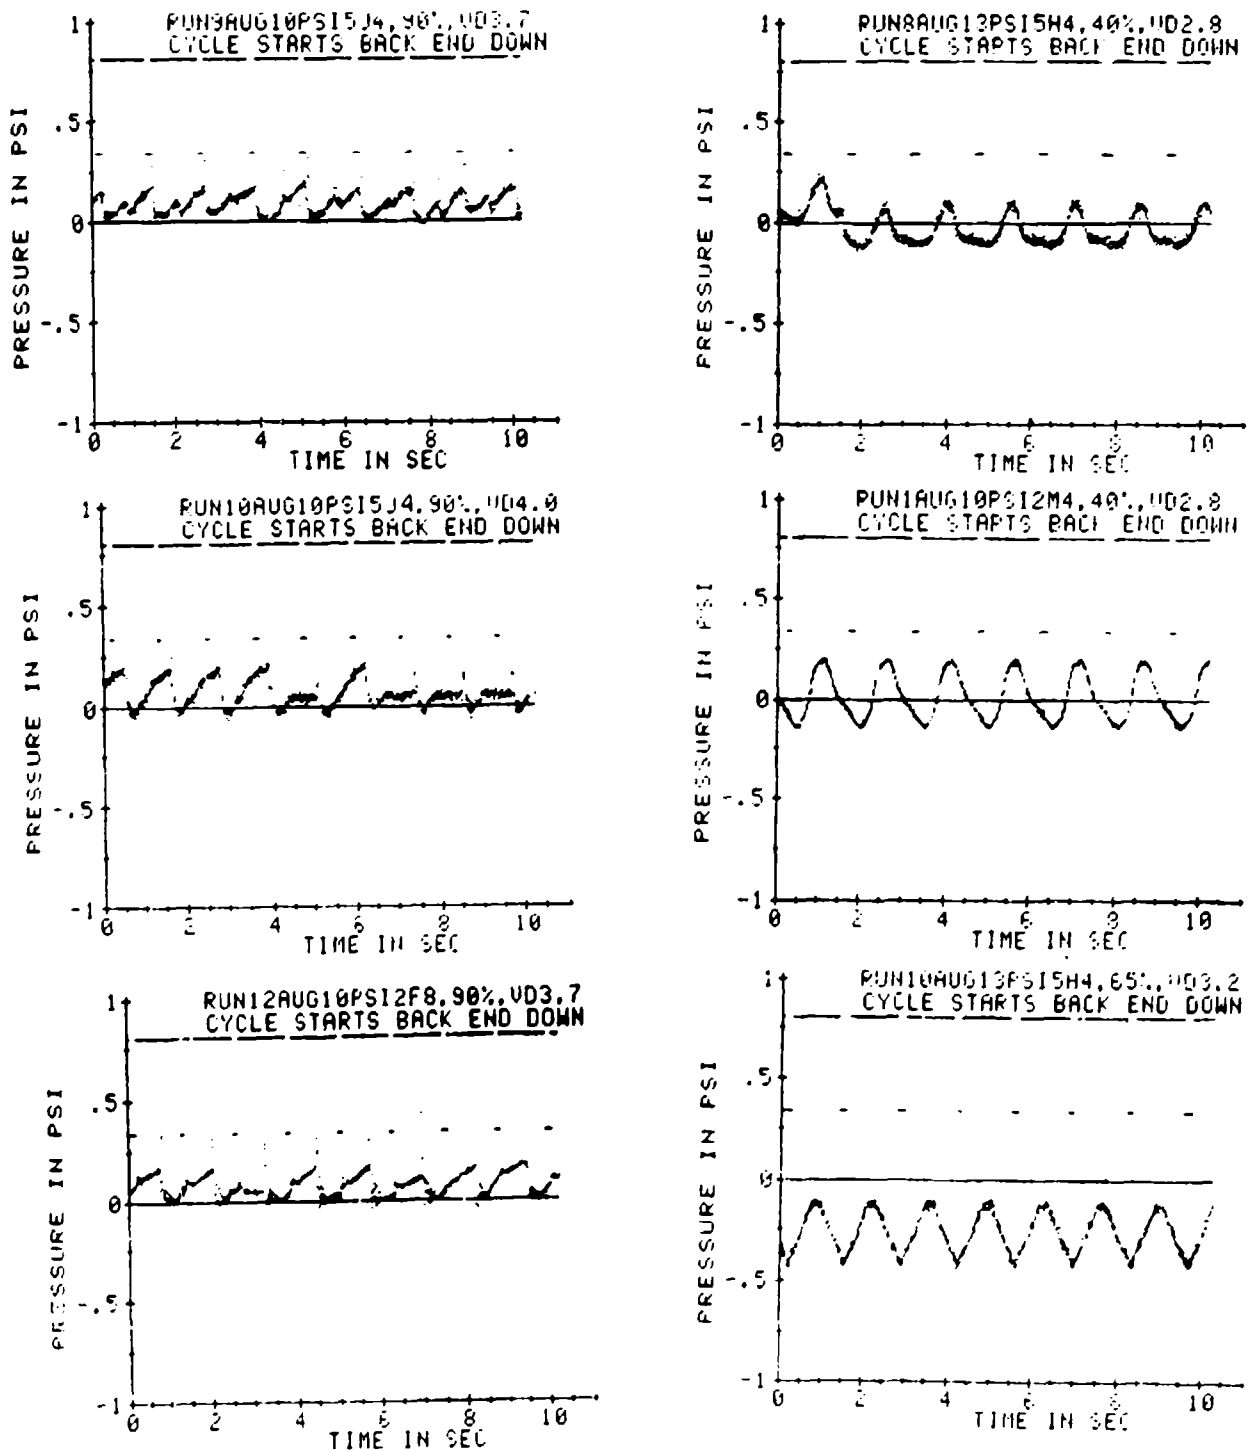 RUN9AUG10PSI5J4,90%,VD3.7
CYCLE STARTS BACK END DOWN
PRESSURE IN PSI
1
.5
0
-.5
-1
0 2 4 6 8 10
TIME IN SEC
RUN8AUG13PSI5H4,40%,VD2.8
CYCLE STARTS BACK END DOWN
PRESSURE IN PSI
1
.5
0
-.5
-1
0 2 4 6 8 10
TIME IN SEC
RUN10AUG10PSI5J4,90%,VD4.0
CYCLE STARTS BACK END DOWN
PRESSURE IN PSI
1
.5
0
-.5
-1
0 2 4 6 8 10
TIME IN SEC
RUN1AUG10PSI2M4,40%,VD2.8
CYCLE STARTS BACK END DOWN
PRESSURE IN PSI
1
.5
0
-.5
-1
0 2 4 6 8 10
TIME IN SEC
RUN12AUG10PSI2F8,90%,VD3.7
CYCLE STARTS BACK END DOWN
PRESSURE IN PSI
1
.5
0
-.5
-1
0 2 4 6 8 10
TIME IN SEC
RUN10AUG13PSI5H4,65%,VD3.2
CYCLE STARTS BACK END DOWN
PRESSURE IN PSI
1
.5
0
-.5
-1
0 2 4 6 8 10
TIME IN SEC